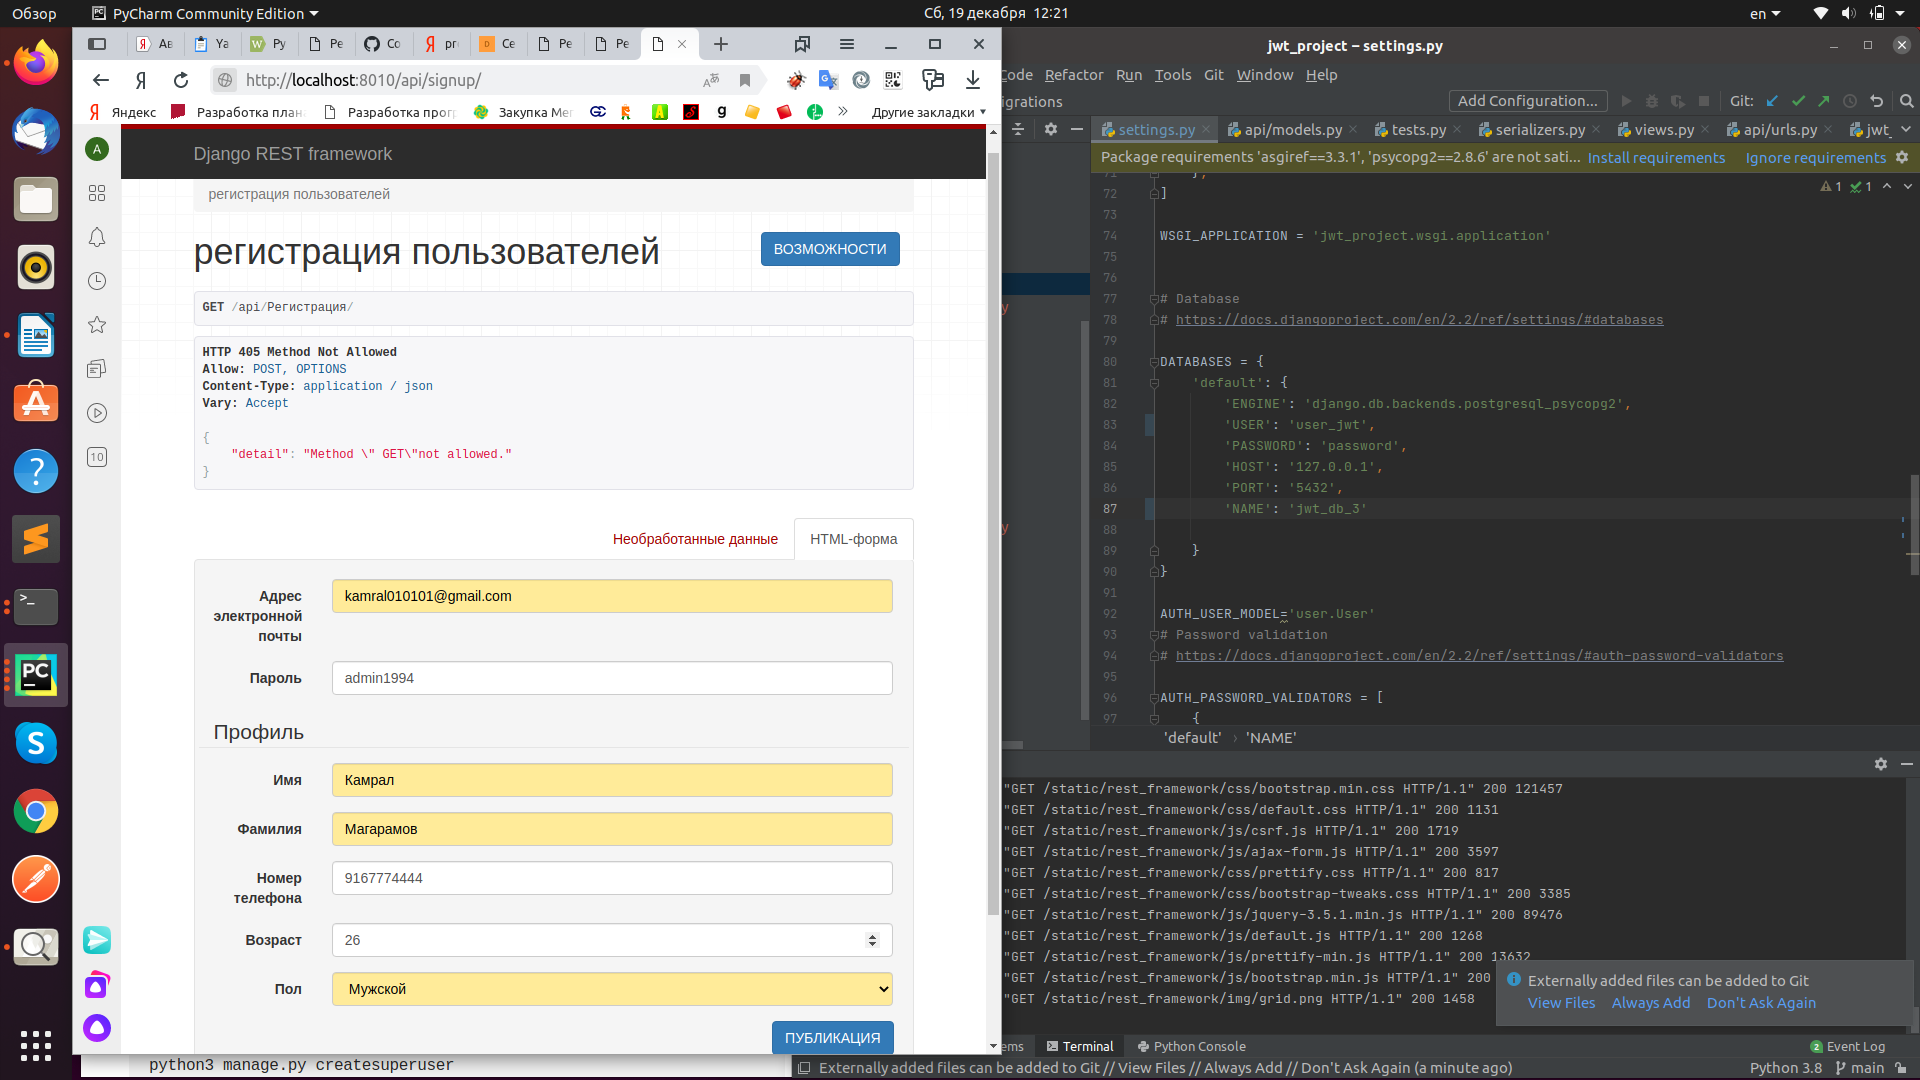 Обзор
PyCharm Community Edition
Сб, 19 декабря 12:21
en
Ав
Ya
Py
Ре
Co
pr
Се
Ре
Ре
http://localhost:8010/api/signup/
Яндекс
Разработка план
Разработка прог
Закупка Мег
Другие закладки
A
10
Django REST framework
регистрация пользователей
регистрация пользователей
ВОЗМОЖНОСТИ
GET /api/Регистрация/
HTTP 405 Method Not Allowed
Allow: POST, OPTIONS
Content-Type: application / json
Vary: Accept
{
"detail": "Method \" GET\"not allowed."
}
Необработанные данные
HTML-форма
Адрес электронной почты
kamral010101@gmail.com
Пароль
admin1994
Профиль
Имя
Камрал
Фамилия
Магарамов
Номер телефона
9167774444
Возраст
26
Пол
Мужской
ПУБЛИКАЦИЯ
python3 manage.py createsuperuser
jwt_project – settings.py
Code Refactor Run Tools Git Window Help
igrations
Add Configuration...
Git:
settings.py
api/models.py
tests.py
serializers.py
views.py
api/urls.py
jwt_
Package requirements 'asgiref==3.3.1', 'psycopg2==2.8.6' are not sati...
Install requirements
Ignore requirements
1
1
71 },
72 ]
73
74 WSGI_APPLICATION = 'jwt_project.wsgi.application'
75
76
77 # Database
78 # https://docs.djangoproject.com/en/2.2/ref/settings/#databases
79
80 DATABASES = {
81 'default': {
82 'ENGINE': 'django.db.backends.postgresql_psycopg2',
83 'USER': 'user_jwt',
84 'PASSWORD': 'password',
85 'HOST': '127.0.0.1',
86 'PORT': '5432',
87 'NAME': 'jwt_db_3'
88
89 }
90 }
91
92 AUTH_USER_MODEL='user.User'
93 # Password validation
94 # https://docs.djangoproject.com/en/2.2/ref/settings/#auth-password-validators
95
96 AUTH_PASSWORD_VALIDATORS = [
97 {
'default' › 'NAME'
"GET /static/rest_framework/css/bootstrap.min.css HTTP/1.1" 200 121457
"GET /static/rest_framework/css/default.css HTTP/1.1" 200 1131
"GET /static/rest_framework/js/csrf.js HTTP/1.1" 200 1719
"GET /static/rest_framework/js/ajax-form.js HTTP/1.1" 200 3597
"GET /static/rest_framework/css/prettify.css HTTP/1.1" 200 817
"GET /static/rest_framework/css/bootstrap-tweaks.css HTTP/1.1" 200 3385
"GET /static/rest_framework/js/jquery-3.5.1.min.js HTTP/1.1" 200 89476
"GET /static/rest_framework/js/default.js HTTP/1.1" 200 1268
"GET /static/rest_framework/js/prettify-min.js HTTP/1.1" 200 13632
"GET /static/rest_framework/js/bootstrap.min.js HTTP/1.1" 200
"GET /static/rest_framework/img/grid.png HTTP/1.1" 200 1458
Externally added files can be added to Git
View Files Always Add Don't Ask Again
ems
Terminal
Python Console
2 Event Log
Externally added files can be added to Git // View Files // Always Add // Don't Ask Again (a minute ago)
Python 3.8
main